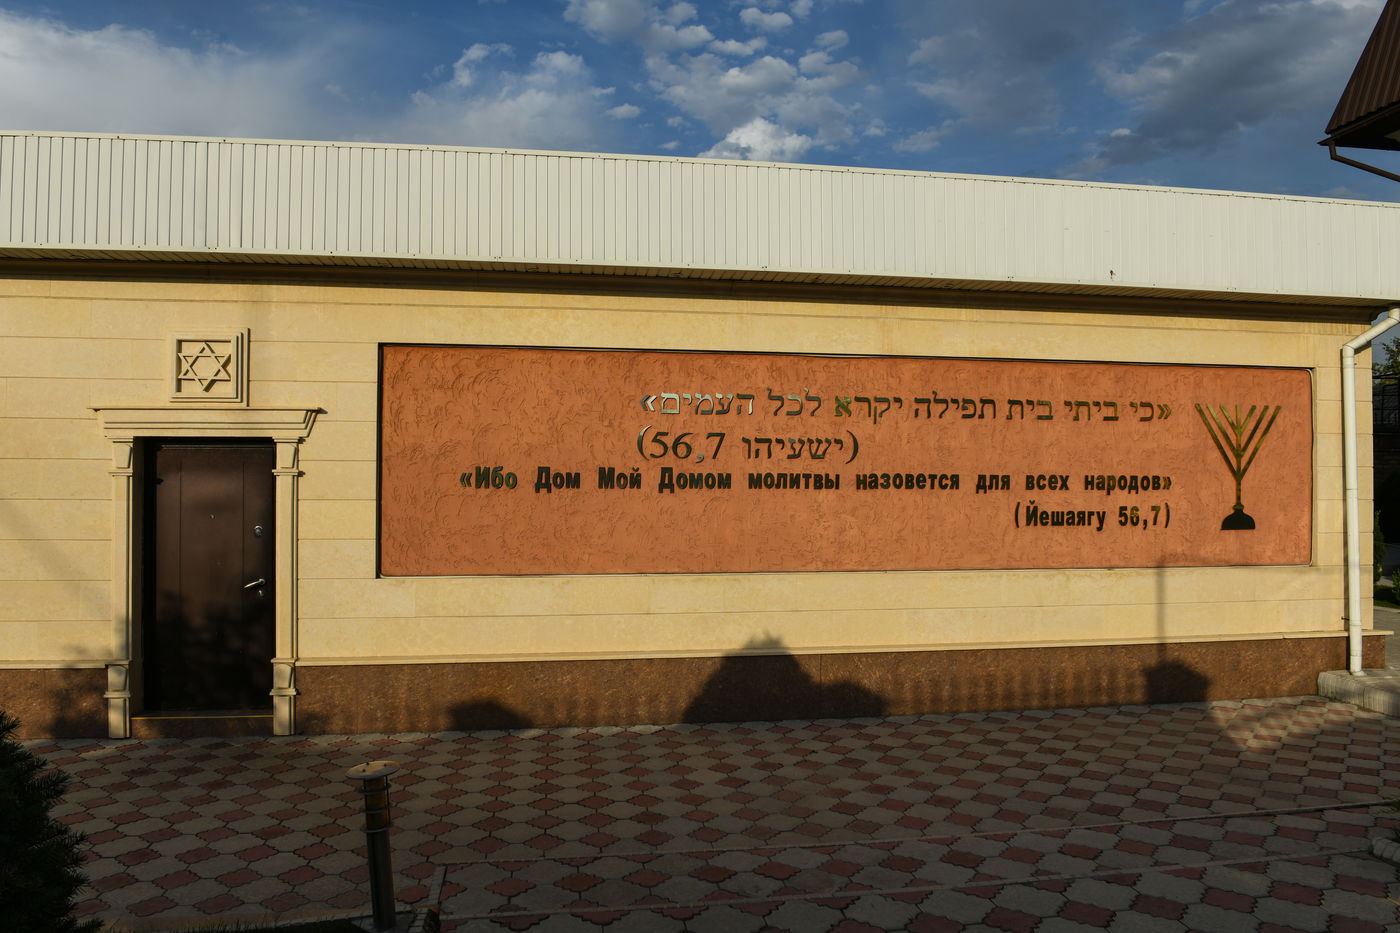 «כי ביתי בית תפילה יקרא לכל העמים»
(ישעיהו 56,7)
«Ибо Дом Мой Домом молитвы назовется для всех народов»
(Йешаягу 56,7)